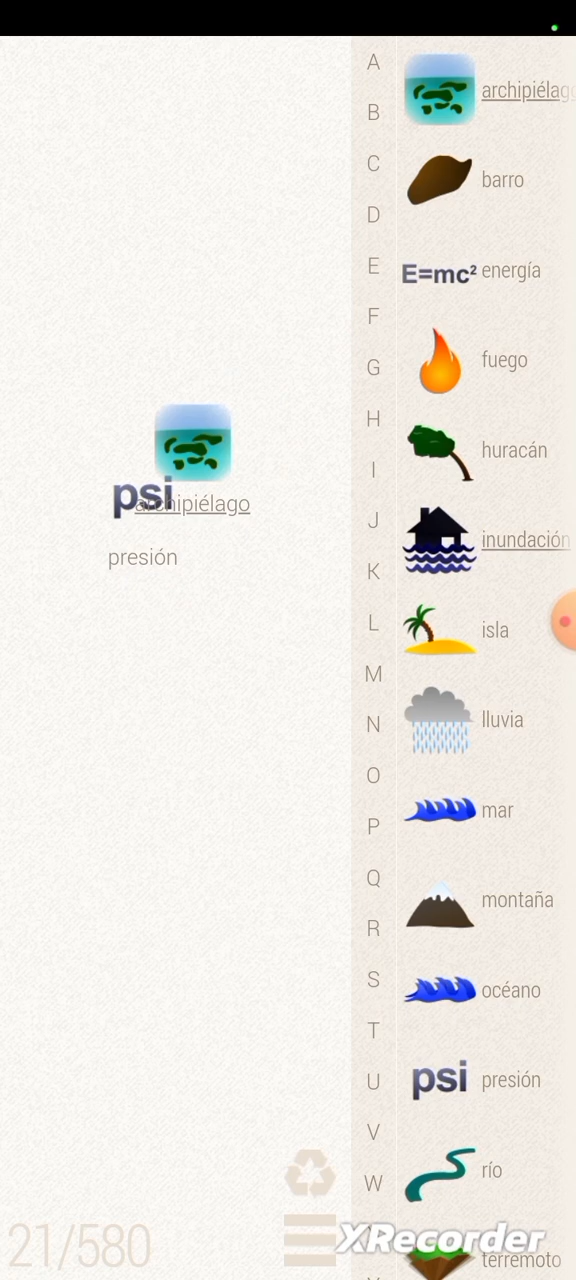 A
B
C
D
E
F
G
H
I
J
K
L
M
N
O
P
Q
R
S
T
U
V
W
archipiélago
barro
E=mc² energía
fuego
huracán
inundación
isla
lluvia
mar
montaña
océano
psi presión
río
terremoto
psi
archipiélago
presión
21/580
XRecorder